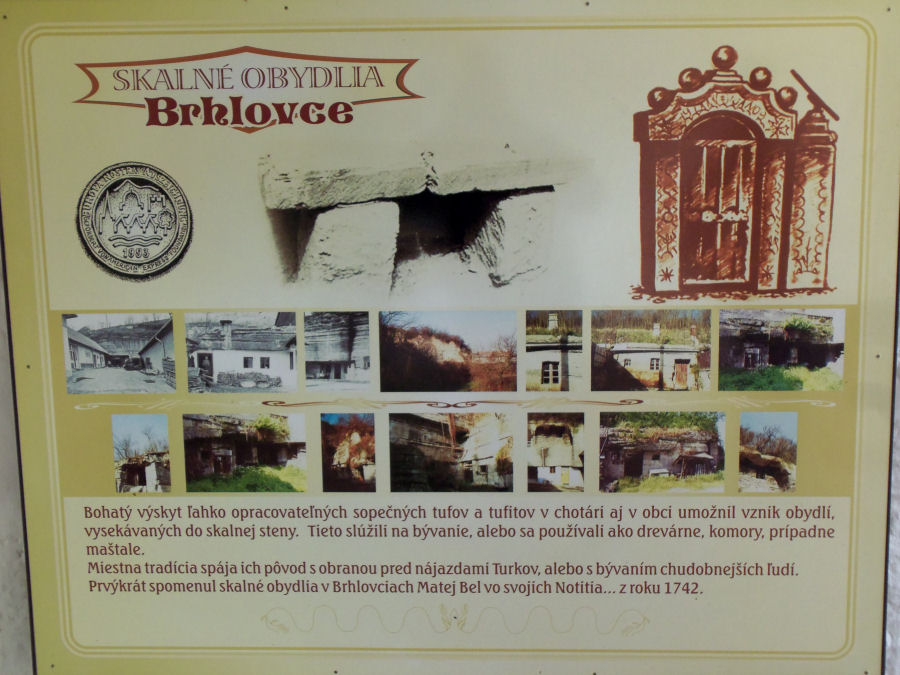 SKALNÉ OBYDLIA
Brhlovce
1993
Bohatý výskyt ľahko opracovateľných sopečných tufov a tufitov v chotári aj v obci umožnil vznik obydlí,
vysekávaných do skalnej steny. Tieto slúžili na bývanie, alebo sa používali ako drevárne, komory, prípadne
maštale.
Miestna tradícia spája ich pôvod s obranou pred nájazdami Turkov, alebo s bývaním chudobnejších ľudí.
Prvýkrát spomenul skalné obydlia v Brhlovciach Matej Bel vo svojich Notitia... z roku 1742.